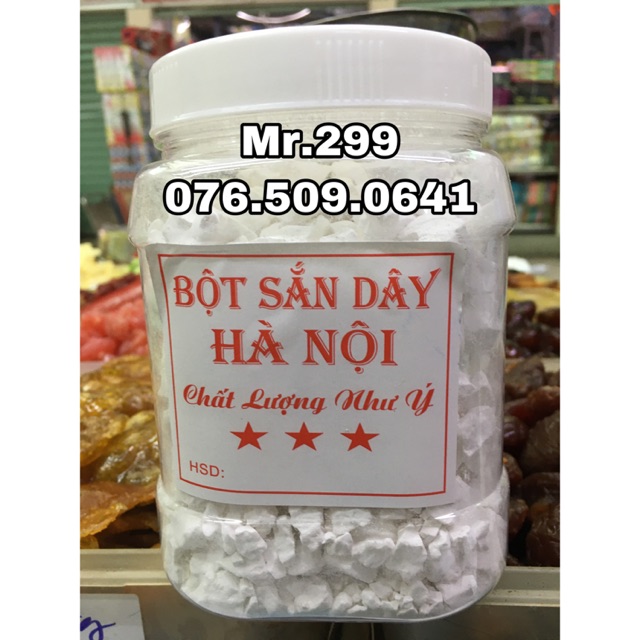 Mr.299
076.509.0641
BỘT SẮN DÂY
HÀ NỘI
Chất Lượng Như Ý
HSD: